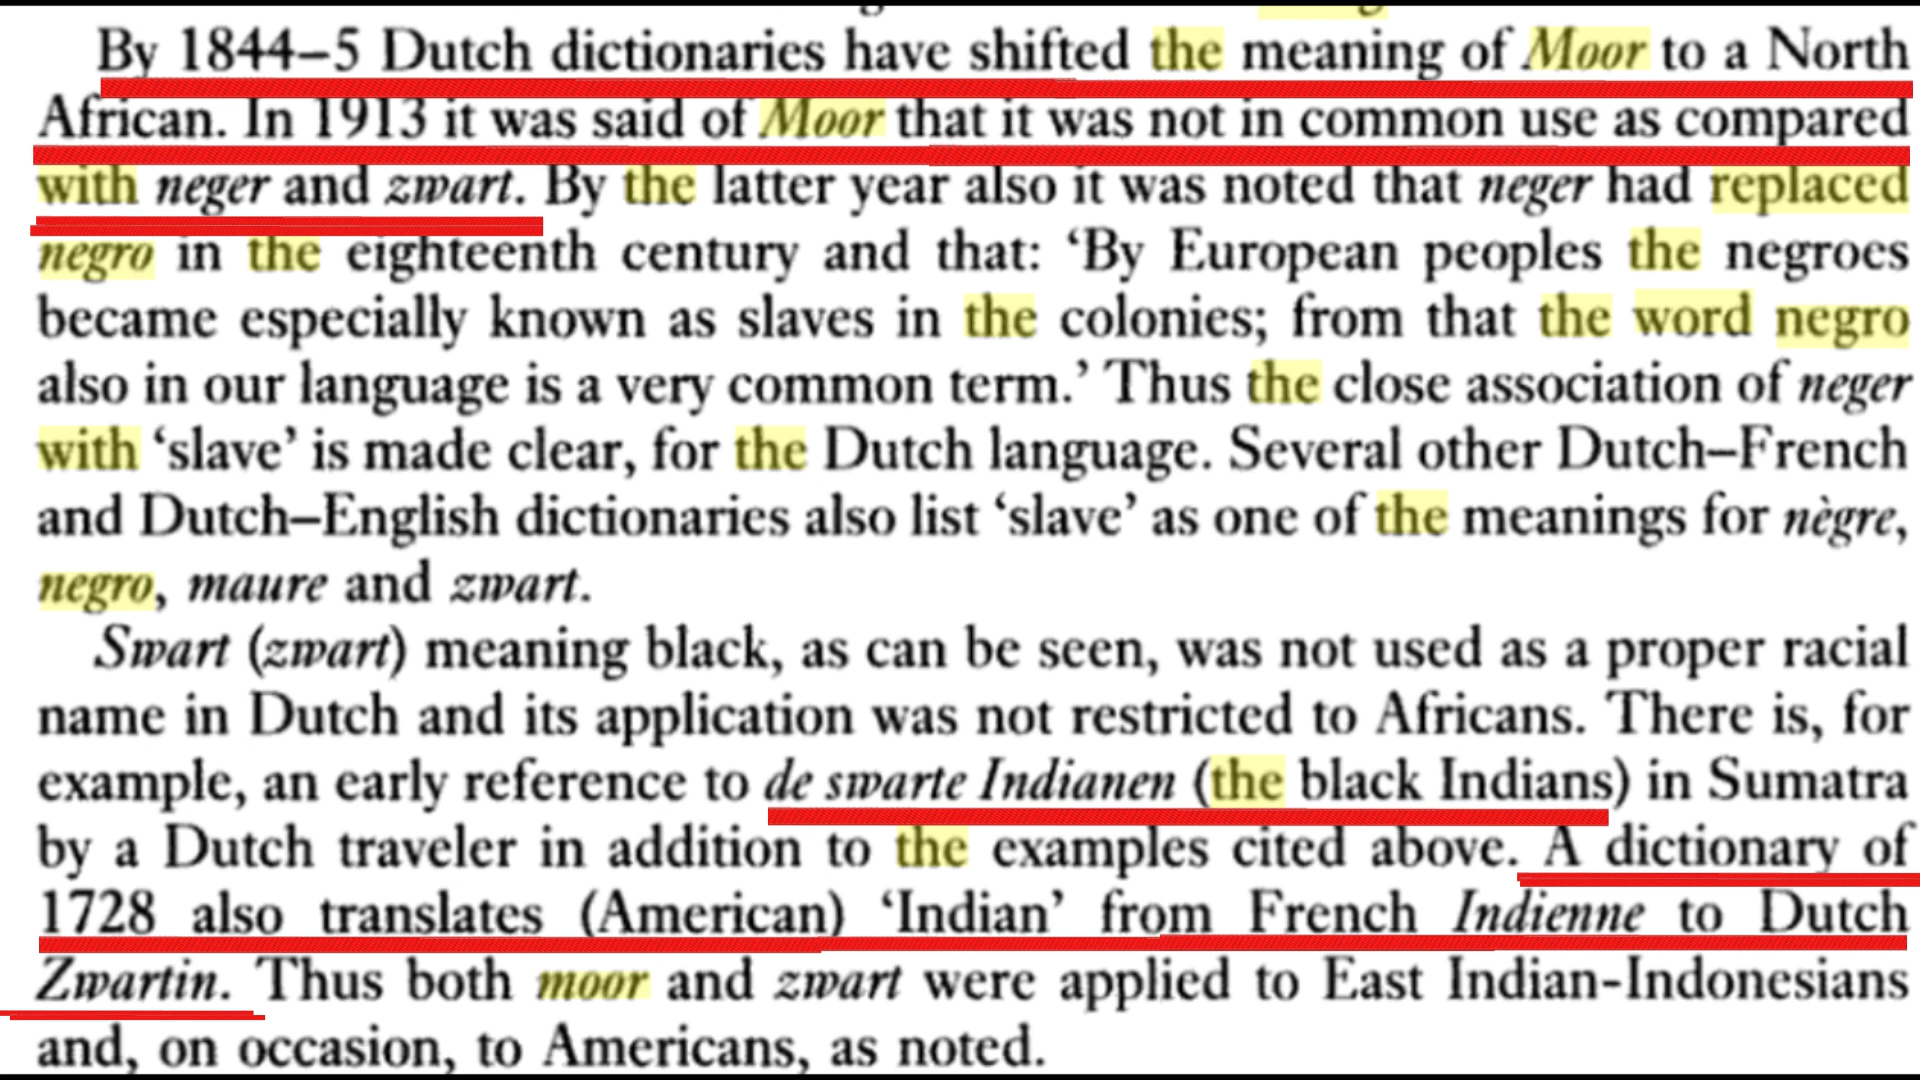 By 1844–5 Dutch dictionaries have shifted the meaning of Moor to a North
African. In 1913 it was said of Moor that it was not in common use as compared
with neger and zwart. By the latter year also it was noted that neger had replaced
negro in the eighteenth century and that: ‘By European peoples the negroes
became especially known as slaves in the colonies; from that the word negro
also in our language is a very common term.’ Thus the close association of neger
with ‘slave’ is made clear, for the Dutch language. Several other Dutch–French
and Dutch–English dictionaries also list ‘slave’ as one of the meanings for nègre,
negro, maure and zwart.
Swart (zwart) meaning black, as can be seen, was not used as a proper racial
name in Dutch and its application was not restricted to Africans. There is, for
example, an early reference to de swarte Indianen (the black Indians) in Sumatra
by a Dutch traveler in addition to the examples cited above. A dictionary of
1728 also translates (American) ‘Indian’ from French Indienne to Dutch
Zwartin. Thus both moor and zwart were applied to East Indian-Indonesians
and, on occasion, to Americans, as noted.